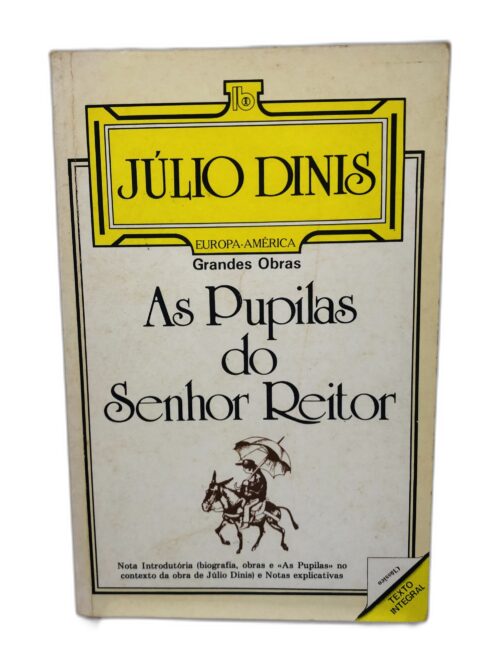 JÚLIO DINIS
EUROPA-AMÉRICA
Grandes Obras
As Pupilas
do
Senhor Reitor
Nota Introdutória (biografia, obras e «As Pupilas» no
contexto da obra de Júlio Dinis) e Notas explicativas
Clássico
TEXTO
INTEGRAL